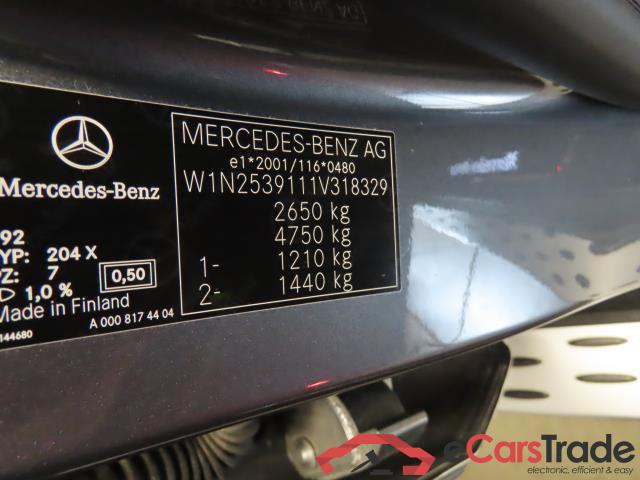 Mercedes-Benz
92
YP: 204 X
PZ: 7
0,50
D 1,0 %
Made in Finland
144680
A 000 817 44 04
MERCEDES-BENZ AG
e1*2001/116*0480
W1N2539111V318329
2650 kg
4750 kg
1- 1210 kg
2- 1440 kg
eCarsTrade
electronic, efficient & easy